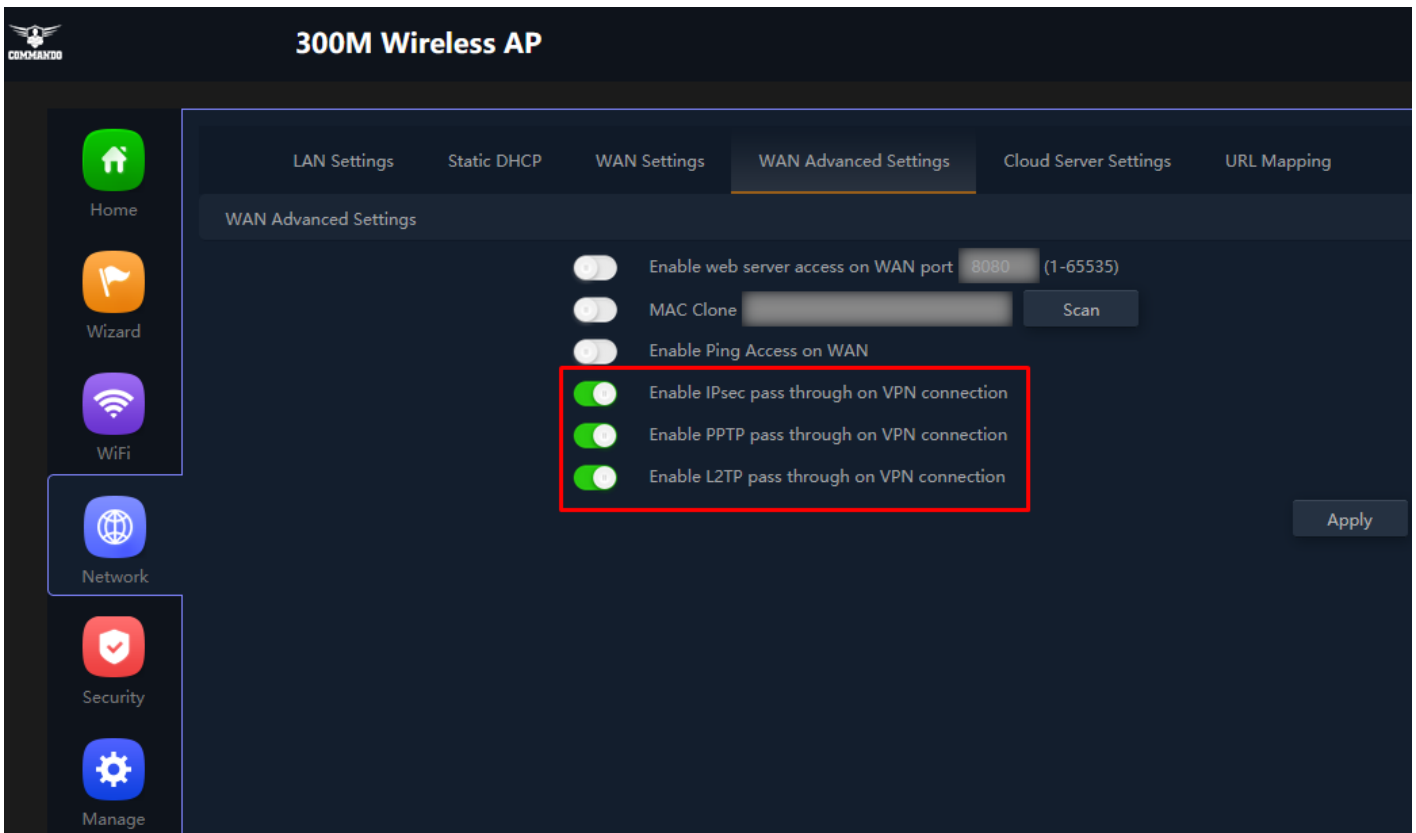 COMMANDO
300M Wireless AP
LAN Settings Static DHCP WAN Settings WAN Advanced Settings Cloud Server Settings URL Mapping
WAN Advanced Settings
Home
Enable web server access on WAN port 8080 (1-65535)
MAC Clone Scan
Wizard
Enable Ping Access on WAN
Enable IPsec pass through on VPN connection
Enable PPTP pass through on VPN connection
WiFi
Enable L2TP pass through on VPN connection
Apply
Network
Security
Manage